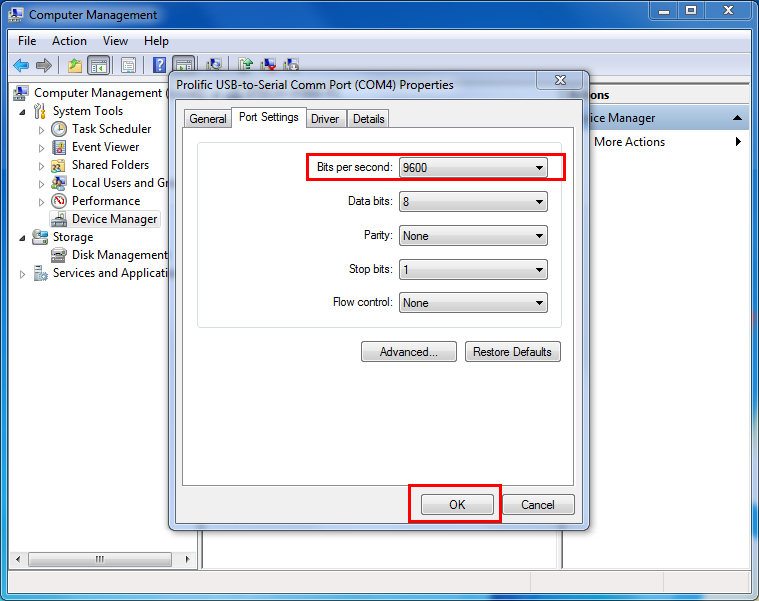 Computer Management
File Action View Help
Prolific USB-to-Serial Comm Port (COM4) Properties
Computer Management (
System Tools
Task Scheduler
Event Viewer
Shared Folders
Local Users and Gr
Performance
Device Manager
Storage
Disk Management
Services and Applicati
General Port Settings Driver Details
Bits per second: 9600
Data bits: 8
Parity: None
Stop bits: 1
Flow control: None
Advanced... Restore Defaults
OK Cancel
ons
ice Manager
More Actions